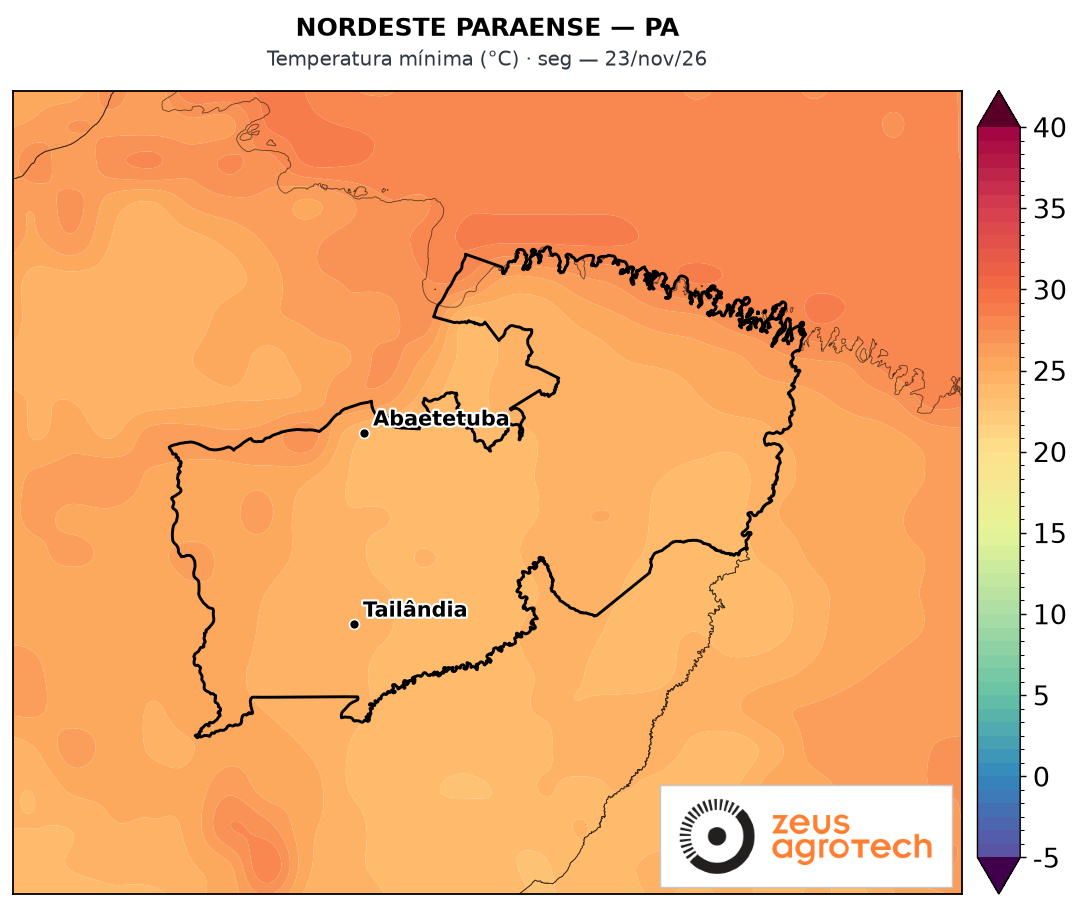 NORDESTE PARAENSE — PA
Temperatura mínima (°C) · seg — 23/nov/26
40
35
30
25
20
15
10
5
0
-5
Abaetetuba
Tailândia
zeus
agrotech